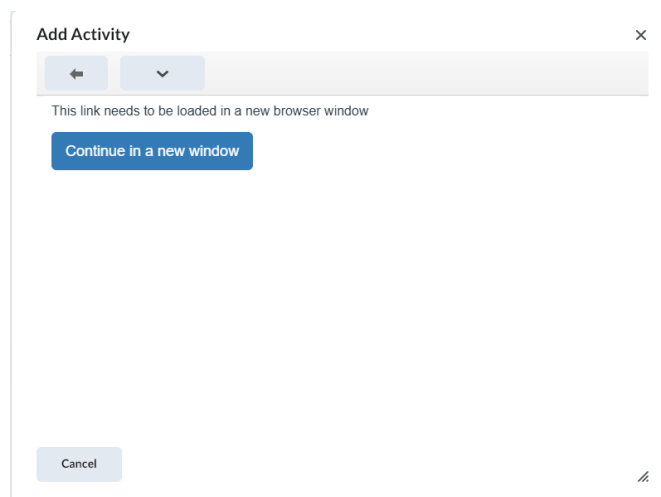 Add Activity
This link needs to be loaded in a new browser window
Continue in a new window
Cancel